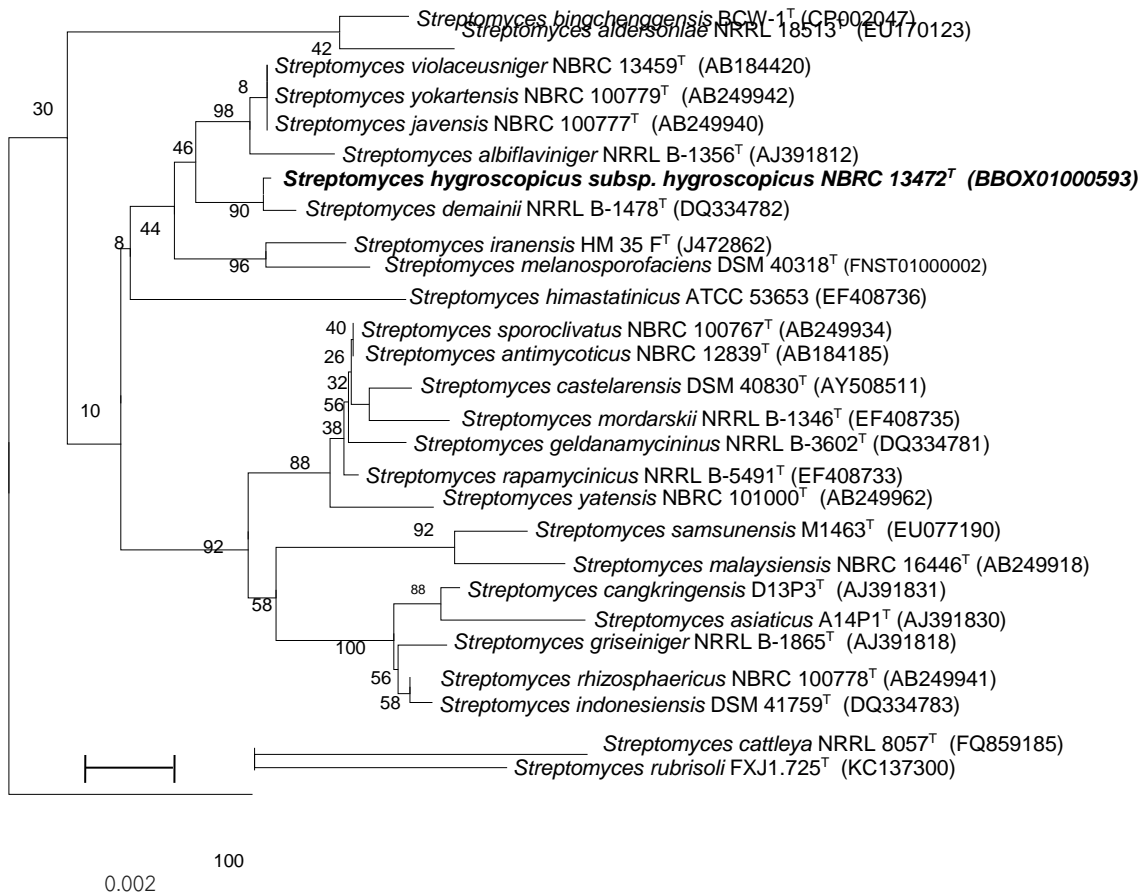 Streptomyces bingchenggensis BCW-1T (CP002047)
Streptomyces aldersoniae NRRL 18513T (EU170123)
42
Streptomyces violaceusniger NBRC 13459T (AB184420)
8
Streptomyces yokartensis NBRC 100779T (AB249942)
30
98
Streptomyces javensis NBRC 100777T (AB249940)
46
Streptomyces albiflaviniger NRRL B-1356T (AJ391812)
Streptomyces hygroscopicus subsp. hygroscopicus NBRC 13472T (BBOX01000593)
90
Streptomyces demainii NRRL B-1478T (DQ334782)
44
8
Streptomyces iranensis HM 35 FT (J472862)
96
Streptomyces melanosporofaciens DSM 40318T (FNST01000002)
Streptomyces himastatinicus ATCC 53653 (EF408736)
40
Streptomyces sporoclivatus NBRC 100767T (AB249934)
26
Streptomyces antimycoticus NBRC 12839T (AB184185)
32
Streptomyces castelarensis DSM 40830T (AY508511)
10
56
Streptomyces mordarskii NRRL B-1346T (EF408735)
38
Streptomyces geldanamycininus NRRL B-3602T (DQ334781)
88
Streptomyces rapamycinicus NRRL B-5491T (EF408733)
Streptomyces yatensis NBRC 101000T (AB249962)
92
Streptomyces samsunensis M1463T (EU077190)
92
Streptomyces malaysiensis NBRC 16446T (AB249918)
88
Streptomyces cangkringensis D13P3T (AJ391831)
58
Streptomyces asiaticus A14P1T (AJ391830)
100
Streptomyces griseiniger NRRL B-1865T (AJ391818)
56
Streptomyces rhizosphaericus NBRC 100778T (AB249941)
58
Streptomyces indonesiensis DSM 41759T (DQ334783)
Streptomyces cattleya NRRL 8057T (FQ859185)
Streptomyces rubrisoli FXJ1.725T (KC137300)
100
0.002